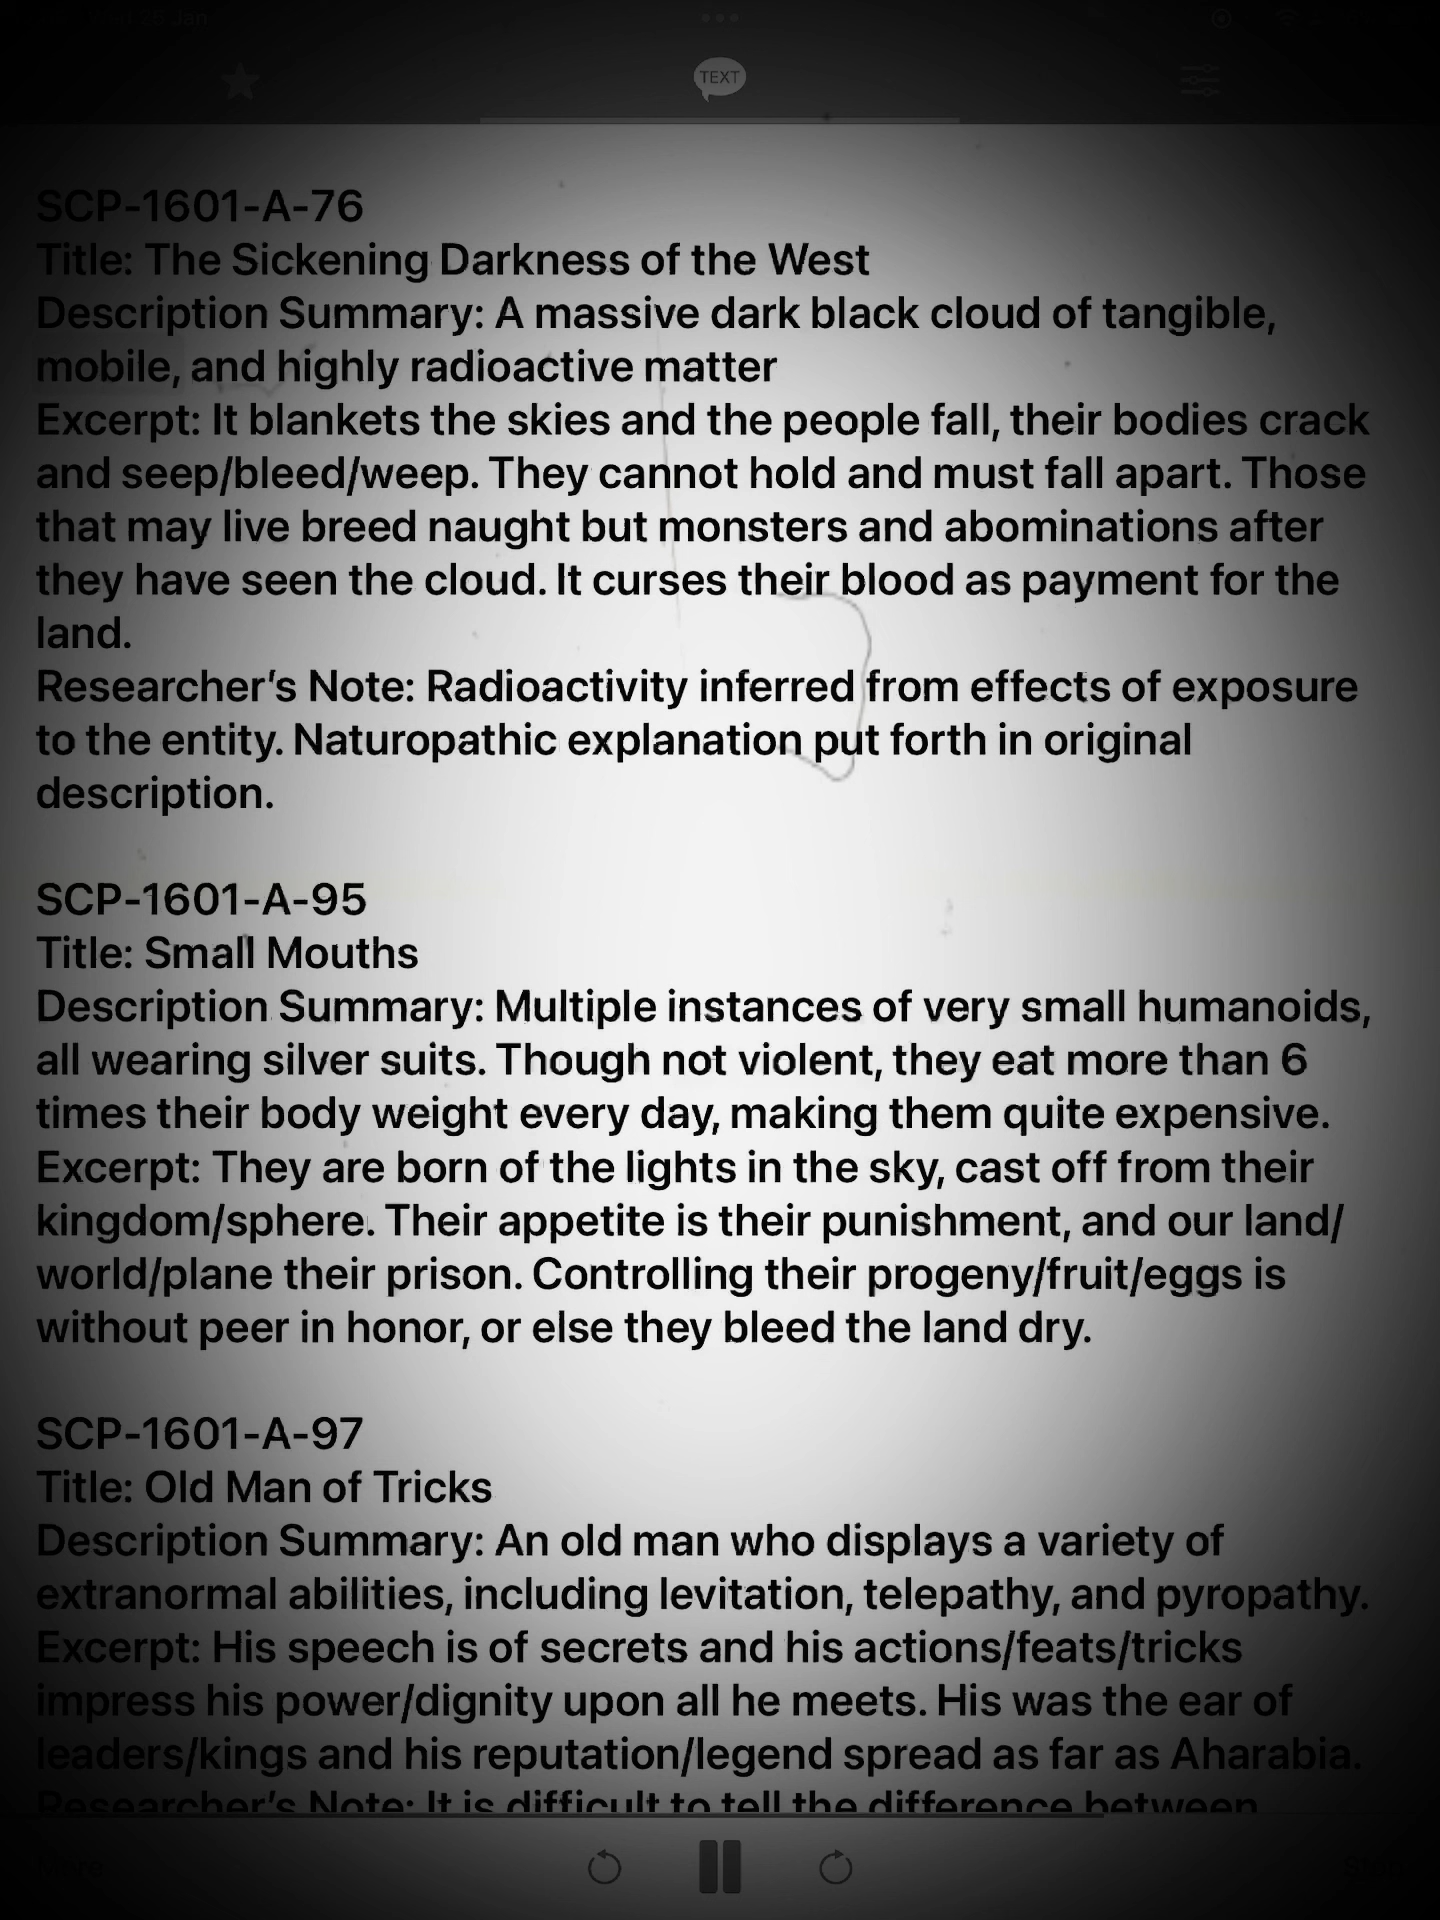 25 Jan
TEXT
SCP-1601-A-76
Title: The Sickening Darkness of the West
Description Summary: A massive dark black cloud of tangible,
mobile, and highly radioactive matter
Excerpt: It blankets the skies and the people fall, their bodies crack
and seep/bleed/weep. They cannot hold and must fall apart. Those
that may live breed naught but monsters and abominations after
they have seen the cloud. It curses their blood as payment for the
land.
Researcher’s Note: Radioactivity inferred from effects of exposure
to the entity. Naturopathic explanation put forth in original
description.
SCP-1601-A-95
Title: Small Mouths
Description Summary: Multiple instances of very small humanoids,
all wearing silver suits. Though not violent, they eat more than 6
times their body weight every day, making them quite expensive.
Excerpt: They are born of the lights in the sky, cast off from their
kingdom/sphere. Their appetite is their punishment, and our land/
world/plane their prison. Controlling their progeny/fruit/eggs is
without peer in honor, or else they bleed the land dry.
SCP-1601-A-97
Title: Old Man of Tricks
Description Summary: An old man who displays a variety of
extranormal abilities, including levitation, telepathy, and pyropathy.
Excerpt: His speech is of secrets and his actions/feats/tricks
impress his power/dignity upon all he meets. His was the ear of
leaders/kings and his reputation/legend spread as far as Aharabia.
Researcher’s Note: It is difficult to tell the difference between